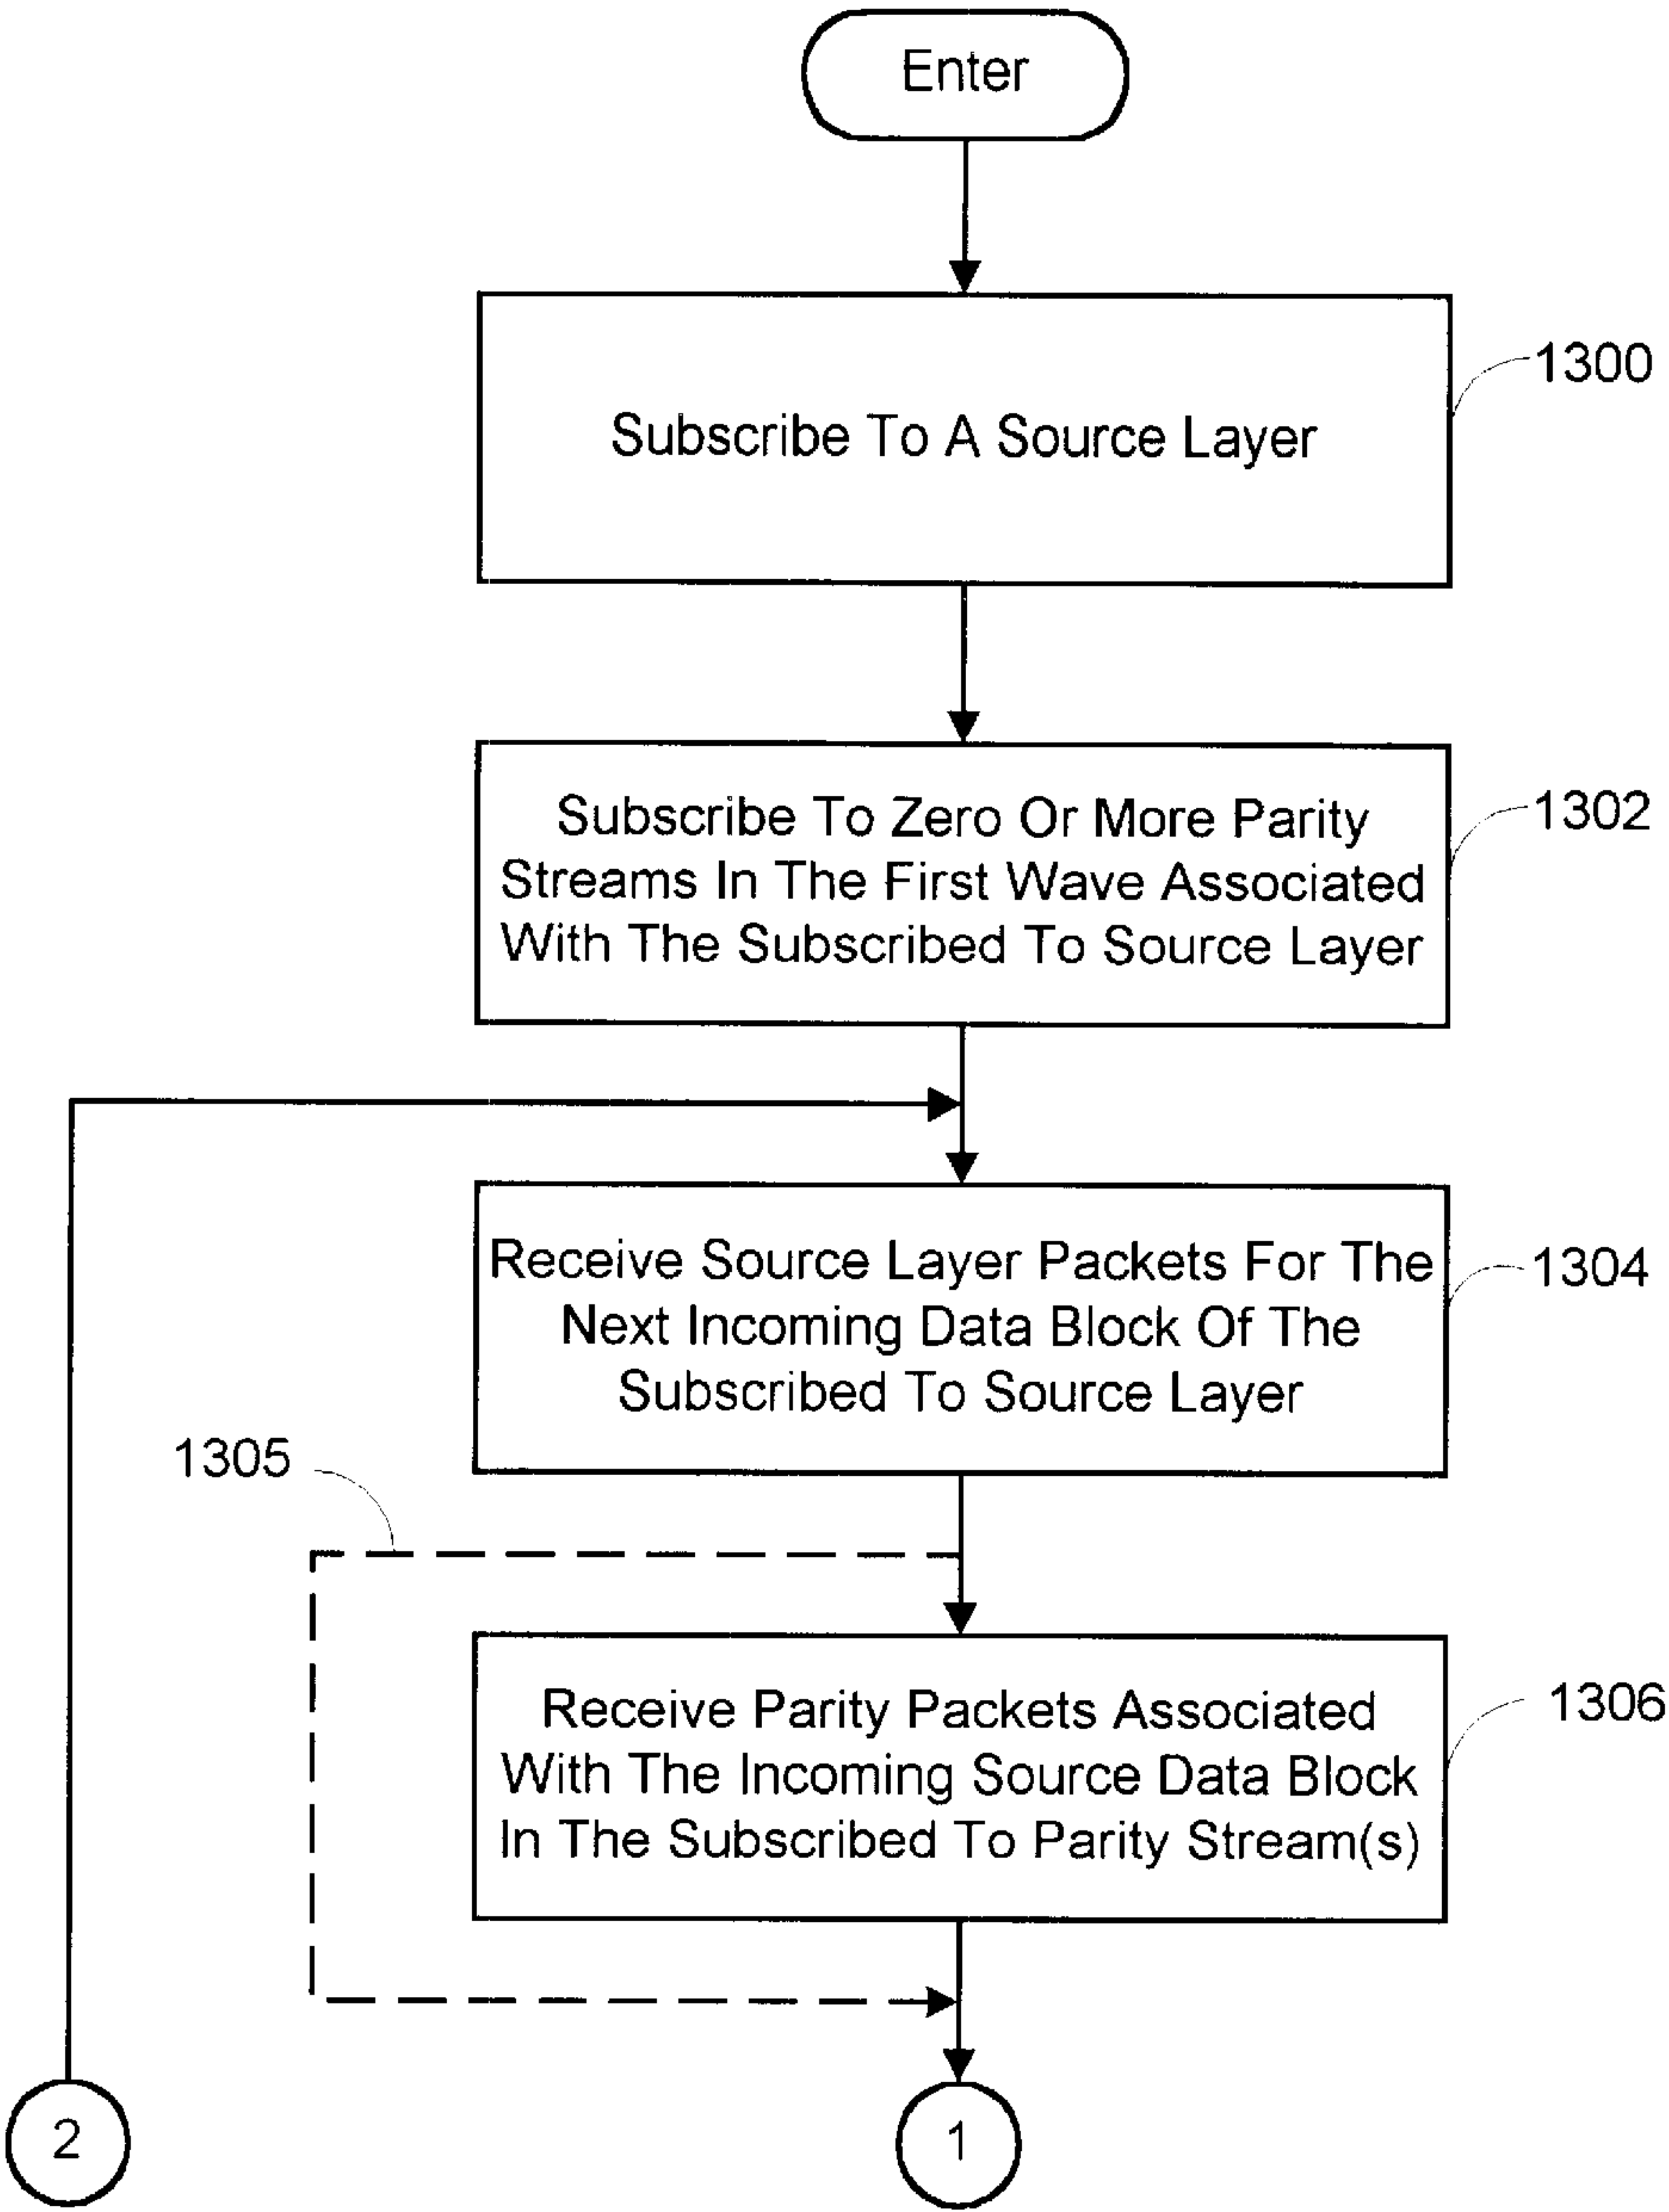 Enter
1300
Subscribe To A Source Layer
1302
Subscribe To Zero Or More Parity
Streams In The First Wave Associated
With The Subscribed To Source Layer
1304
Receive Source Layer Packets For The
Next Incoming Data Block Of The
Subscribed To Source Layer
1305
1306
Receive Parity Packets Associated
With The Incoming Source Data Block
In The Subscribed To Parity Stream(s)
2
1